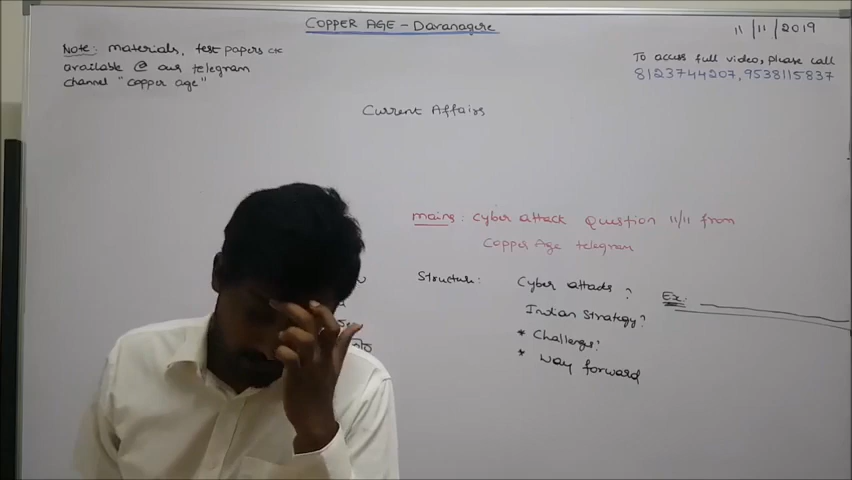 COPPER AGE - Davanagere
11/11/2019
Note: materials, test papers etc
available @ our telegram
channel "copper age"
To access full video, please call
8123744207, 9538115837
Current Affairs
mains: Cyber attack Question 11/11 from
Copper Age telegram
Structure: Cyber attacks?
Ex:
Indian Strategy?
* Challenges?
* Way forward